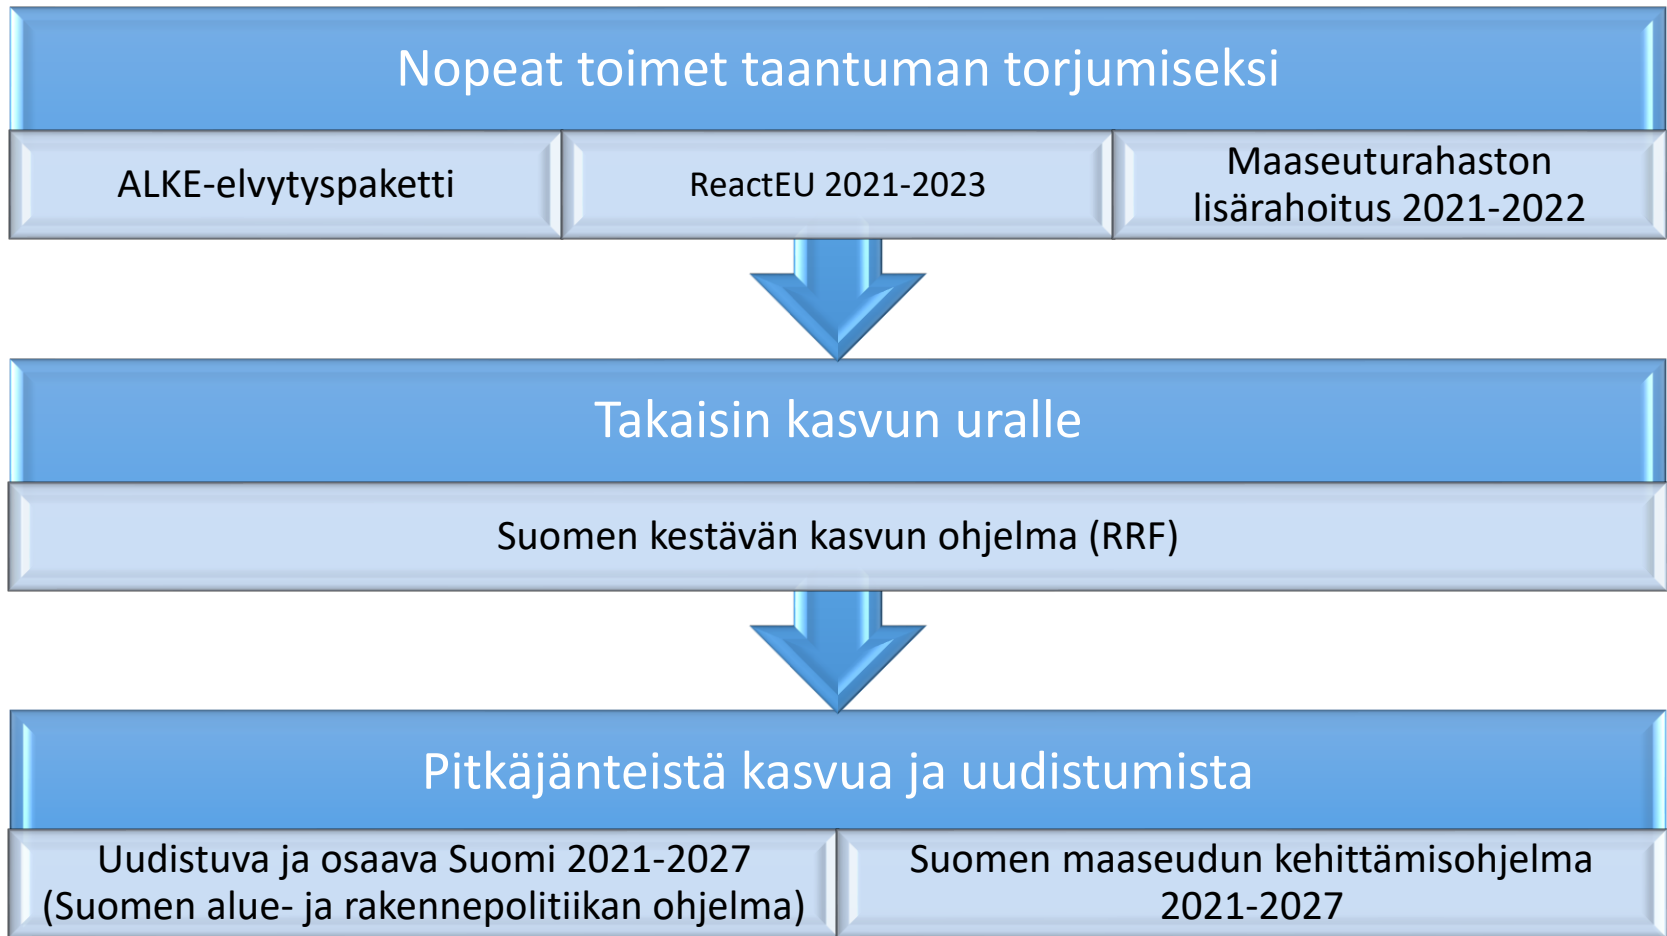 Nopeat toimet taantuman torjumiseksi
ALKE-elvytyspaketti
ReactEU 2021-2023
Maaseuturahaston
lisärahoitus 2021-2022
Takaisin kasvun uralle
Suomen kestävän kasvun ohjelma (RRF)
Pitkäjänteistä kasvua ja uudistumista
Uudistuva ja osaava Suomi 2021-2027
(Suomen alue- ja rakennepolitiikan ohjelma)
Suomen maaseudun kehittämisohjelma
2021-2027